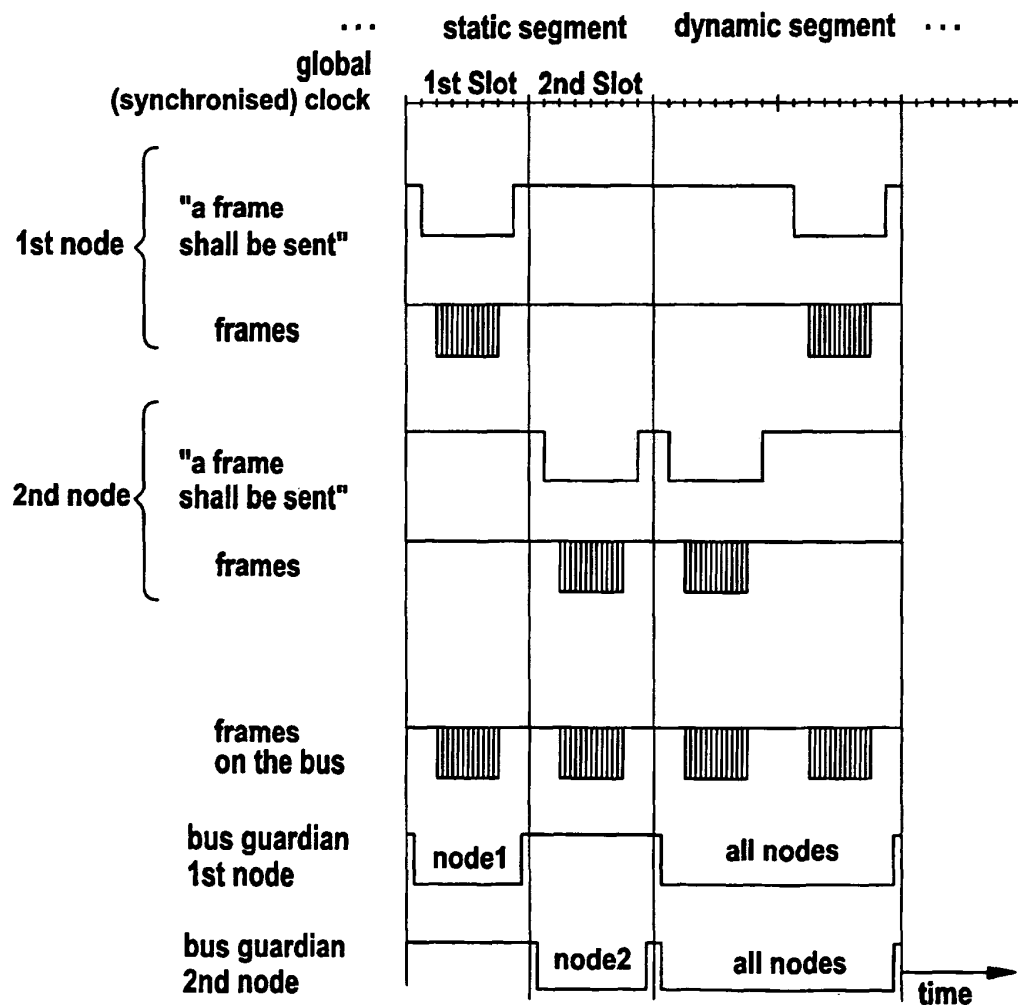 ... static segment dynamic segment ...
global
(synchronised) clock
1st Slot 2nd Slot
1st node
"a frame
shall be sent"
frames
2nd node
"a frame
shall be sent"
frames
frames
on the bus
bus guardian
1st node
node1
all nodes
bus guardian
2nd node
node2
all nodes
time